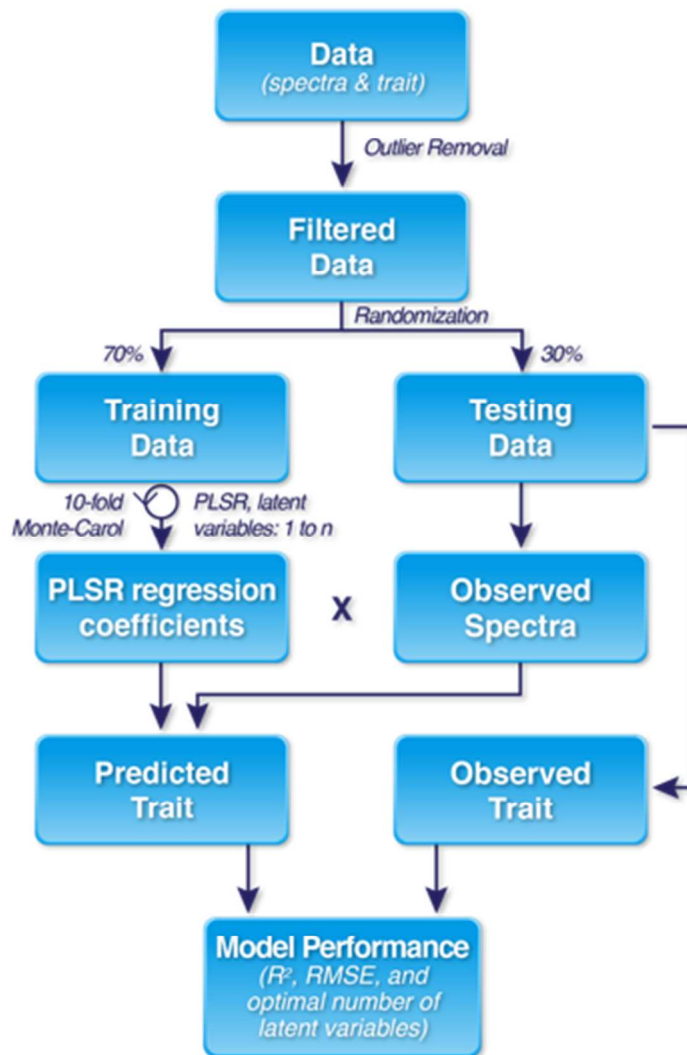 Data
(spectra & trait)
Outlier Removal
Filtered
Data
Randomization
70%
30%
Training
Data
Testing
Data
10-fold
Monte-Carol
PLSR, latent
variables: 1 to n
PLSR regression
coefficients
X
Observed
Spectra
Predicted
Trait
Observed
Trait
Model Performance
(R², RMSE, and
optimal number of
latent variables)